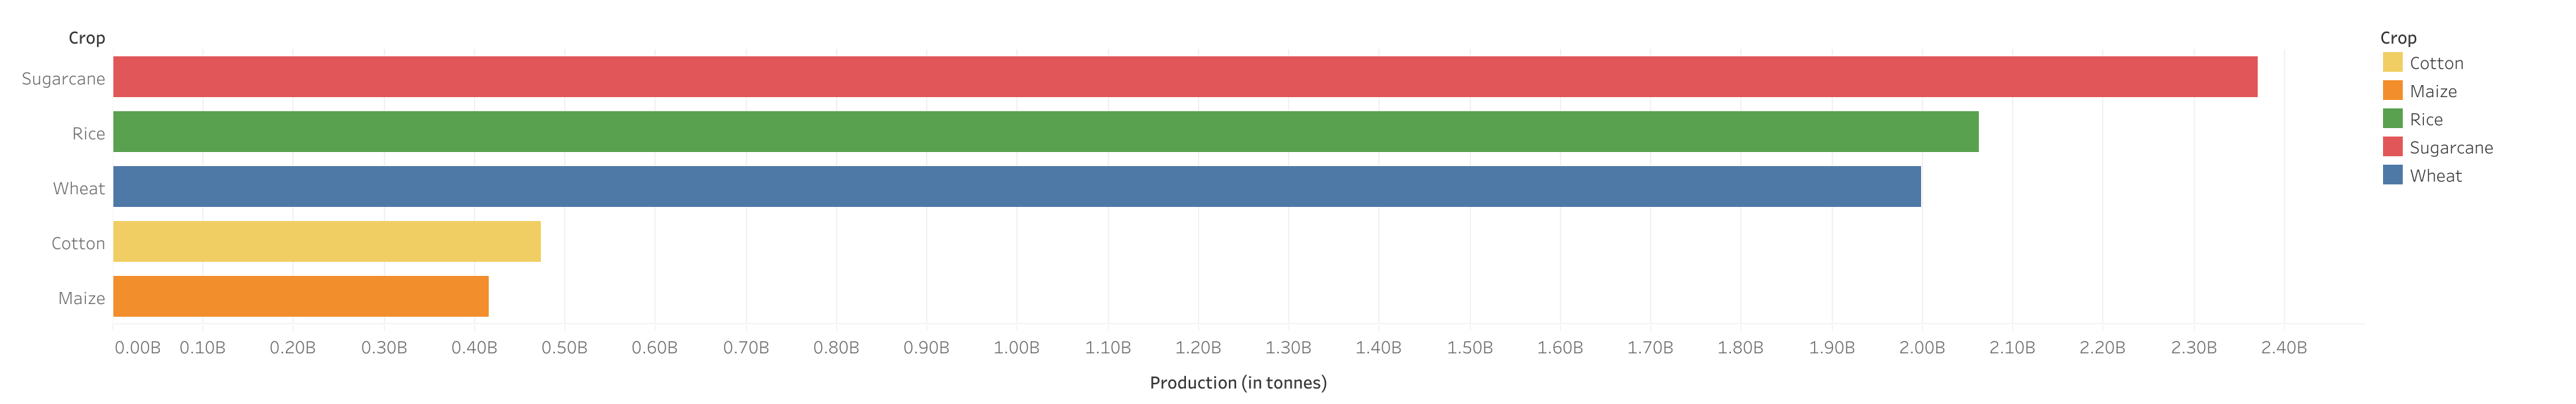 Crop
Sugarcane
Rice
Wheat
Cotton
Maize
0.00B 0.10B 0.20B 0.30B 0.40B 0.50B 0.60B 0.70B 0.80B 0.90B 1.00B 1.10B 1.20B 1.30B 1.40B 1.50B 1.60B 1.70B 1.80B 1.90B 2.00B 2.10B 2.20B 2.30B 2.40B
Production (in tonnes)
Crop
Cotton
Maize
Rice
Sugarcane
Wheat